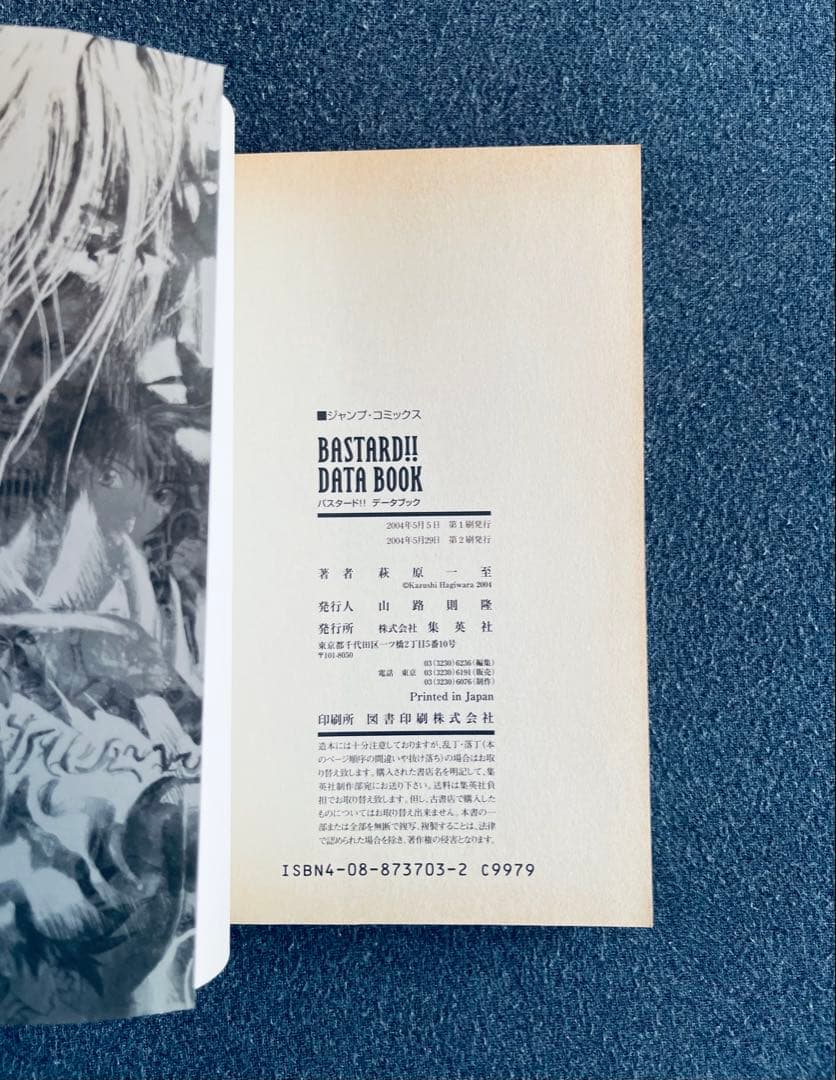 ■ジャンプ・コミックス
BASTARD!!
DATA BOOK
バスタード!! データブック
2004年5月5日 第1刷発行
2004年5月29日 第2刷発行
著者 萩原一至
©Kazushi Hagiwara 2004
発行人 山路則隆
発行所 株式会社 集英社
東京都千代田区一ツ橋2丁目5番10号
〒101-8050
03(3230)6236(編集)
電話 東京 03(3230)6191(販売)
03(3230)6076(制作)
Printed in Japan
印刷所 図書印刷株式会社
造本には十分注意しておりますが、乱丁・落丁(本
のページ順序の間違いや抜け落ち)の場合はお取
り替え致します。購入された書店名を明記して、集
英社制作部宛にお送り下さい。送料は集英社負
担でお取り替え致します。但し、古書店で購入した
ものについてはお取り替え出来ません。本書の一
部または全部を無断で複写、複製することは、法律
で認められた場合を除き、著作権の侵害となります。
ISBN4-08-873703-2 C9979